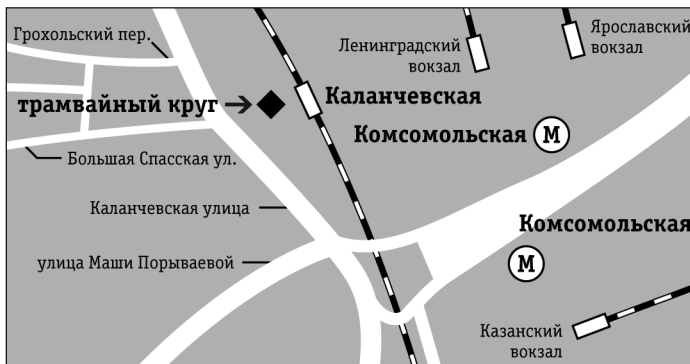 Грохольский пер.
Ленинградский
вокзал
Ярославский
вокзал
трамвайный круг
Каланчевская
Комсомольская М
Большая Спасская ул.
Каланчевская улица
Комсомольская
М
улица Маши Порываевой
Казанский
вокзал